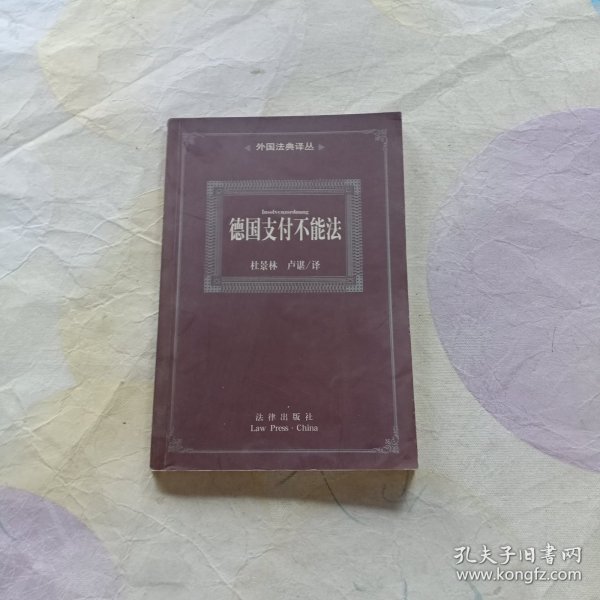 外国法典译丛
Insolvenzordnung
德国支付不能法
杜景林 卢谌/译
法律出版社
Law Press·China
孔夫子旧书网
www.kongfz.com